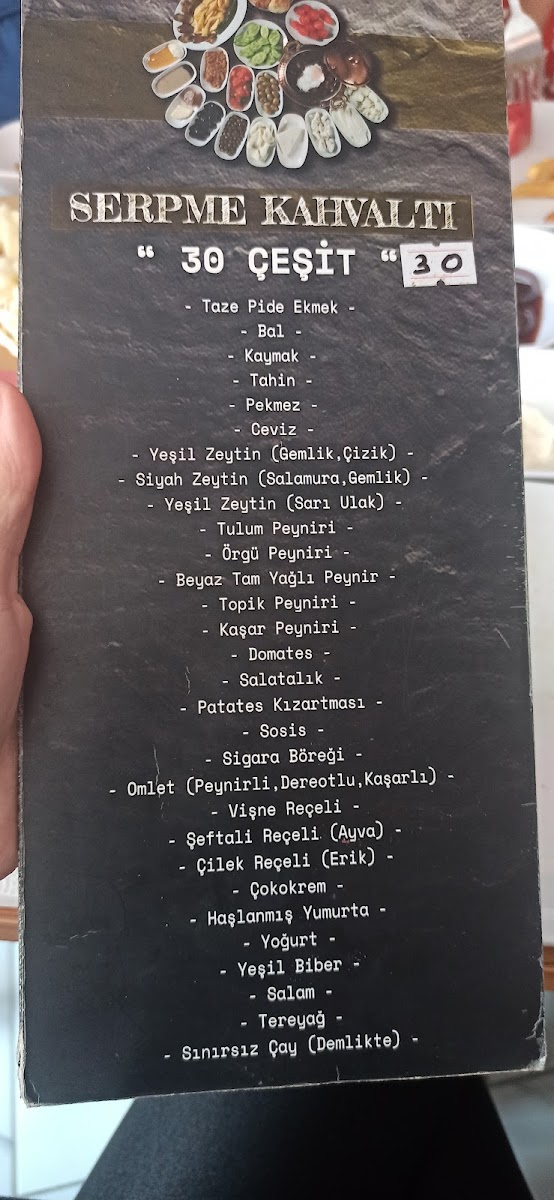 SERPME KAHVALTI
“ 30 ÇEŞİT “ 30
- Taze Pide Ekmek -
- Bal -
- Kaymak -
- Tahin -
- Pekmez -
- Ceviz -
- Yeşil Zeytin (Gemlik,Çizik) -
- Siyah Zeytin (Salamura,Gemlik) -
- Yeşil Zeytin (Sarı Ulak) -
- Tulum Peyniri -
- Örgü Peyniri -
- Beyaz Tam Yağlı Peynir -
- Topik Peyniri -
- Kaşar Peyniri -
- Domates -
- Salatalık -
- Patates Kızartması -
- Sosis -
- Sigara Böreği -
- Omlet (Peynirli,Dereotlu,Kaşarlı) -
- Vişne Reçeli -
- Şeftali Reçeli (Ayva) -
- Çilek Reçeli (Erik) -
- Çokokrem -
- Haşlanmış Yumurta -
- Yoğurt -
- Yeşil Biber -
- Salam -
- Tereyağ -
- Sınırsız Çay (Demlikte) -